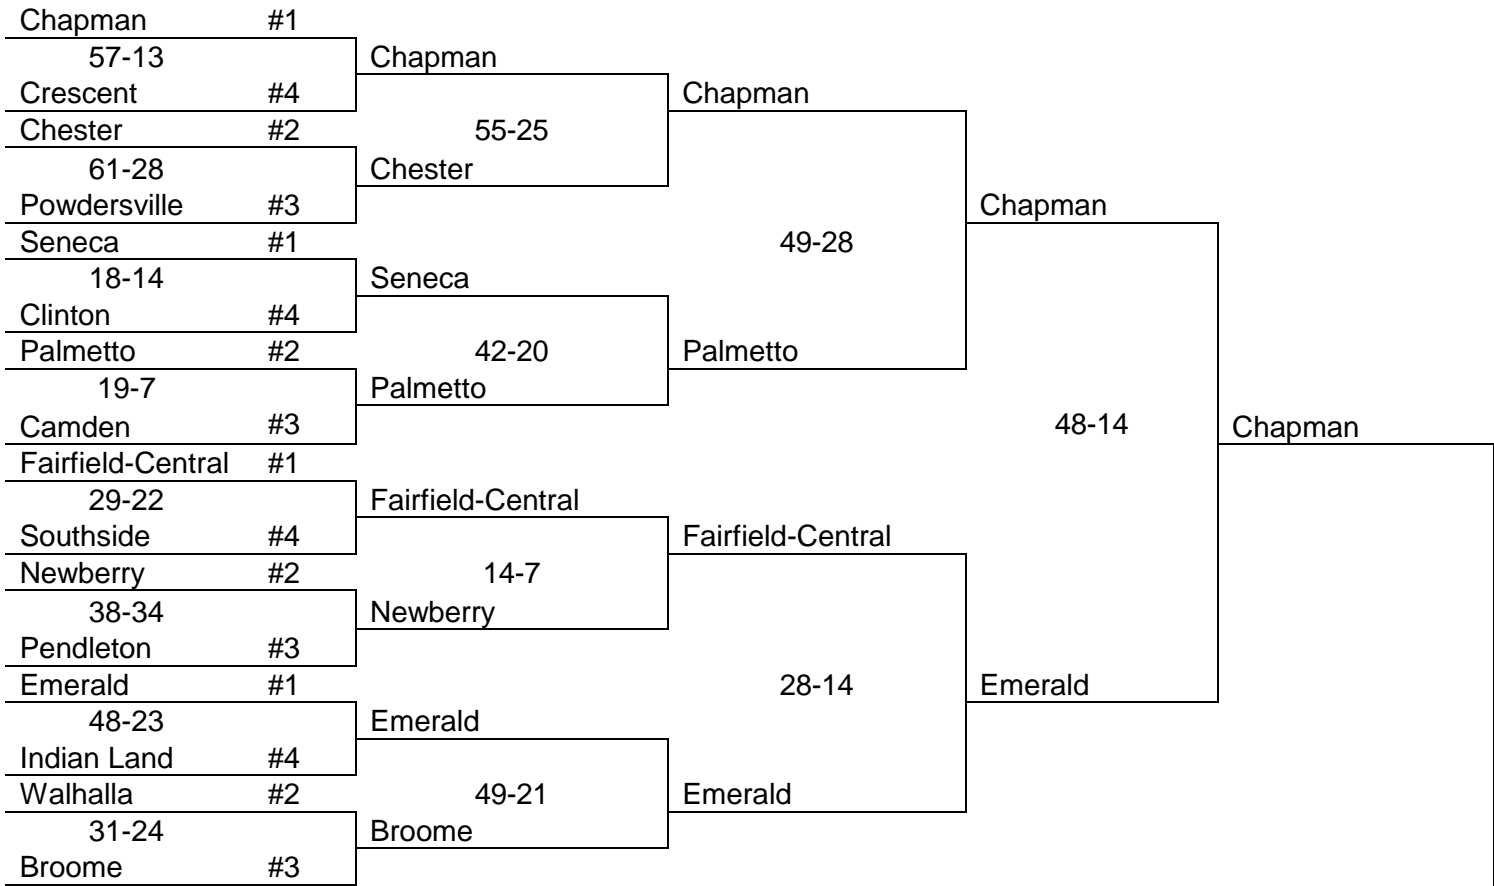 Chapman #1
57-13
Crescent #4
Chester #2
61-28
Powdersville #3
Seneca #1
18-14
Clinton #4
Palmetto #2
19-7
Camden #3
Fairfield-Central #1
29-22
Southside #4
Newberry #2
38-34
Pendleton #3
Emerald #1
48-23
Indian Land #4
Walhalla #2
31-24
Broome #3
Chapman
55-25
Chester
Seneca
42-20
Palmetto
Fairfield-Central
14-7
Newberry
Emerald
49-21
Broome
Chapman
49-28
Palmetto
Fairfield-Central
28-14
Emerald
Chapman
48-14
Emerald
Chapman